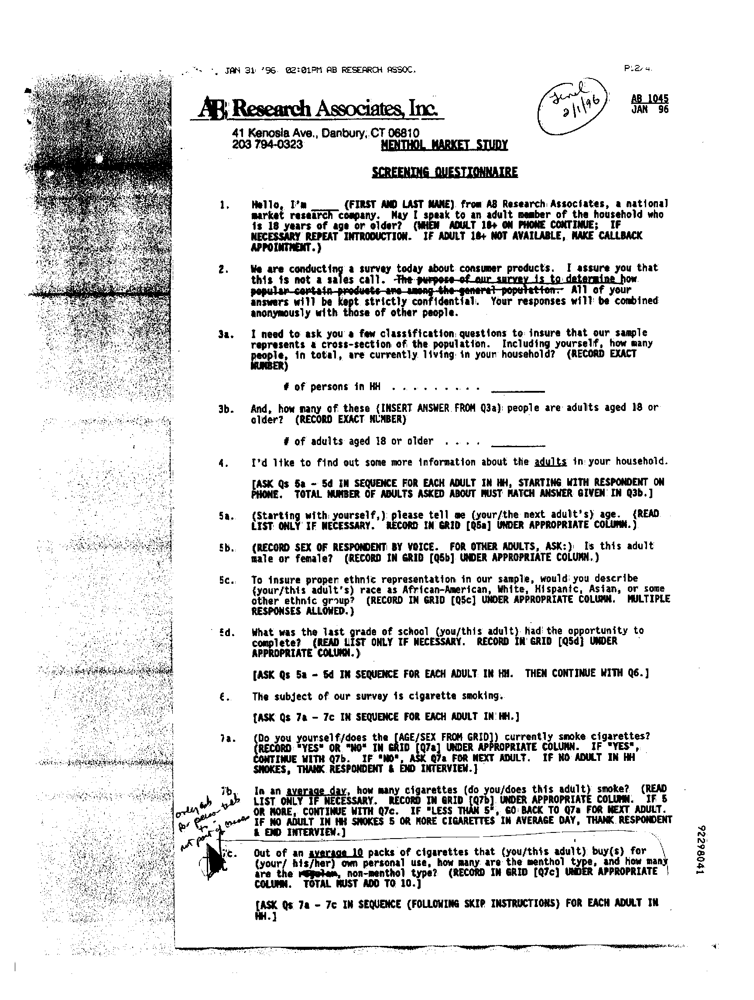 JAN 31 '96 02:01PM AB RESEARCH ASSOC. P.2/4
AB Research Associates, Inc.
2/1/96
AB 1045
JAN 96
41 Kenosia Ave., Danbury, CT 06810
203 794-0323 MENTHOL MARKET STUDY
SCREENING QUESTIONNAIRE
1. Hello, I'm _____ (FIRST AND LAST NAME) from AB Research Associates, a national
market research company. May I speak to an adult member of the household who
is 18 years of age or older? (WHEN ADULT 18+ ON PHONE CONTINUE; IF
NECESSARY REPEAT INTRODUCTION. IF ADULT 18+ NOT AVAILABLE, MAKE CALLBACK
APPOINTMENT.)
2. We are conducting a survey today about consumer products. I assure you that
this is not a sales call. The purpose of our survey is to determine how
popular certain products are among the general population. All of your
answers will be kept strictly confidential. Your responses will be combined
anonymously with those of other people.
3a. I need to ask you a few classification questions to insure that our sample
represents a cross-section of the population. Including yourself, how many
people, in total, are currently living in your household? (RECORD EXACT
NUMBER)
# of persons in HH . . . . . . . . . ________
3b. And, how many of these (INSERT ANSWER FROM Q3a) people are adults aged 18 or
older? (RECORD EXACT NUMBER)
# of adults aged 18 or older . . . . ________
4. I'd like to find out some more information about the adults in your household.
[ASK Qs 5a - 5d IN SEQUENCE FOR EACH ADULT IN HH, STARTING WITH RESPONDENT ON
PHONE. TOTAL NUMBER OF ADULTS ASKED ABOUT MUST MATCH ANSWER GIVEN IN Q3b.]
5a. (Starting with yourself,) please tell me (your/the next adult's) age. (READ
LIST ONLY IF NECESSARY. RECORD IN GRID [Q5a] UNDER APPROPRIATE COLUMN.)
5b. (RECORD SEX OF RESPONDENT BY VOICE. FOR OTHER ADULTS, ASK:) Is this adult
male or female? (RECORD IN GRID [Q5b] UNDER APPROPRIATE COLUMN.)
5c. To insure proper ethnic representation in our sample, would you describe
(your/this adult's) race as African-American, White, Hispanic, Asian, or some
other ethnic group? (RECORD IN GRID [Q5c] UNDER APPROPRIATE COLUMN. MULTIPLE
RESPONSES ALLOWED.)
5d. What was the last grade of school (you/this adult) had the opportunity to
complete? (READ LIST ONLY IF NECESSARY. RECORD IN GRID [Q5d] UNDER
APPROPRIATE COLUMN.)
[ASK Qs 5a - 5d IN SEQUENCE FOR EACH ADULT IN HH. THEN CONTINUE WITH Q6.]
6. The subject of our survey is cigarette smoking.
[ASK Qs 7a - 7c IN SEQUENCE FOR EACH ADULT IN HH.]
7a. (Do you yourself/does the [AGE/SEX FROM GRID]) currently smoke cigarettes?
(RECORD "YES" OR "NO" IN GRID [Q7a] UNDER APPROPRIATE COLUMN. IF "YES",
CONTINUE WITH Q7b. IF "NO", ASK Q7a FOR NEXT ADULT. IF NO ADULT IN HH
SMOKES, THANK RESPONDENT & END INTERVIEW.]
7b. In an average day, how many cigarettes (do you/does this adult) smoke? (READ
LIST ONLY IF NECESSARY. RECORD IN GRID [Q7b] UNDER APPROPRIATE COLUMN. IF 5
OR MORE, CONTINUE WITH Q7c. IF "LESS THAN 5", GO BACK TO Q7a FOR NEXT ADULT.
IF NO ADULT IN HH SMOKES 5 OR MORE CIGARETTES IN AVERAGE DAY, THANK RESPONDENT
& END INTERVIEW.]
not part of
7c. Out of an average 10 packs of cigarettes that (you/this adult) buy(s) for
(your/ his/her) own personal use, how many are the menthol type, and how many
are the regular, non-menthol type? (RECORD IN GRID [Q7c] UNDER APPROPRIATE
COLUMN. TOTAL MUST ADD TO 10.]
[ASK Qs 7a - 7c IN SEQUENCE (FOLLOWING SKIP INSTRUCTIONS) FOR EACH ADULT IN
HH.]
92298041